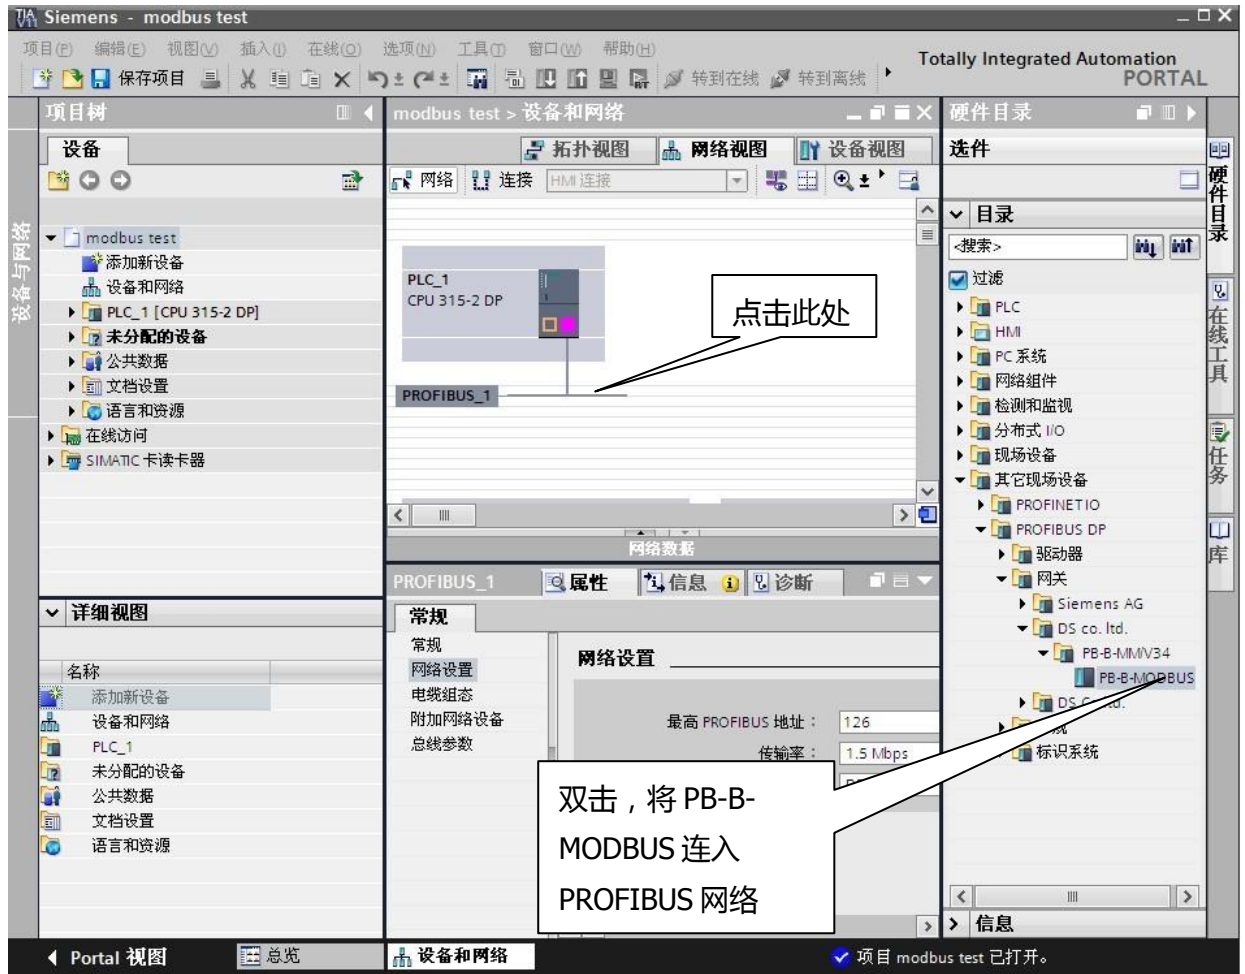 Siemens - modbus test
项目(P) 编辑(E) 视图(V) 插入(I) 在线(O) 选项(N) 工具(T) 窗口(W) 帮助(H)
Totally Integrated Automation
PORTAL
保存项目 转到在线 转到离线
项目树
设备
设备与网络
modbus test
添加新设备
设备和网络
PLC_1 [CPU 315-2 DP]
未分配的设备
公共数据
文档设置
语言和资源
在线访问
SIMATIC 卡读卡器
详细视图
名称
添加新设备
设备和网络
PLC_1
未分配的设备
公共数据
文档设置
语言和资源
modbus test > 设备和网络
拓扑视图 网络视图 设备视图
网络 连接 HMI 连接
PLC_1
CPU 315-2 DP
点击此处
PROFIBUS_1
网络数据
PROFIBUS_1 属性 信息 诊断
常规
常规
网络设置
电缆组态
附加网络设备
总线参数
网络设置
最高 PROFIBUS 地址： 126
传输率： 1.5 Mbps
双击，将 PB-B-
MODBUS 连入
PROFIBUS 网络
硬件目录
选件
目录
<搜索>
过滤
PLC
HMI
PC 系统
网络组件
检测和监视
分布式 I/O
现场设备
其它现场设备
PROFINET IO
PROFIBUS DP
驱动器
网关
Siemens AG
DS co. ltd.
PB-B-MM/V34
PB-B-MODBUS
标识系统
信息
硬件目录
在线工具
任务
库
Portal 视图 总览 设备和网络 项目 modbus test 已打开。